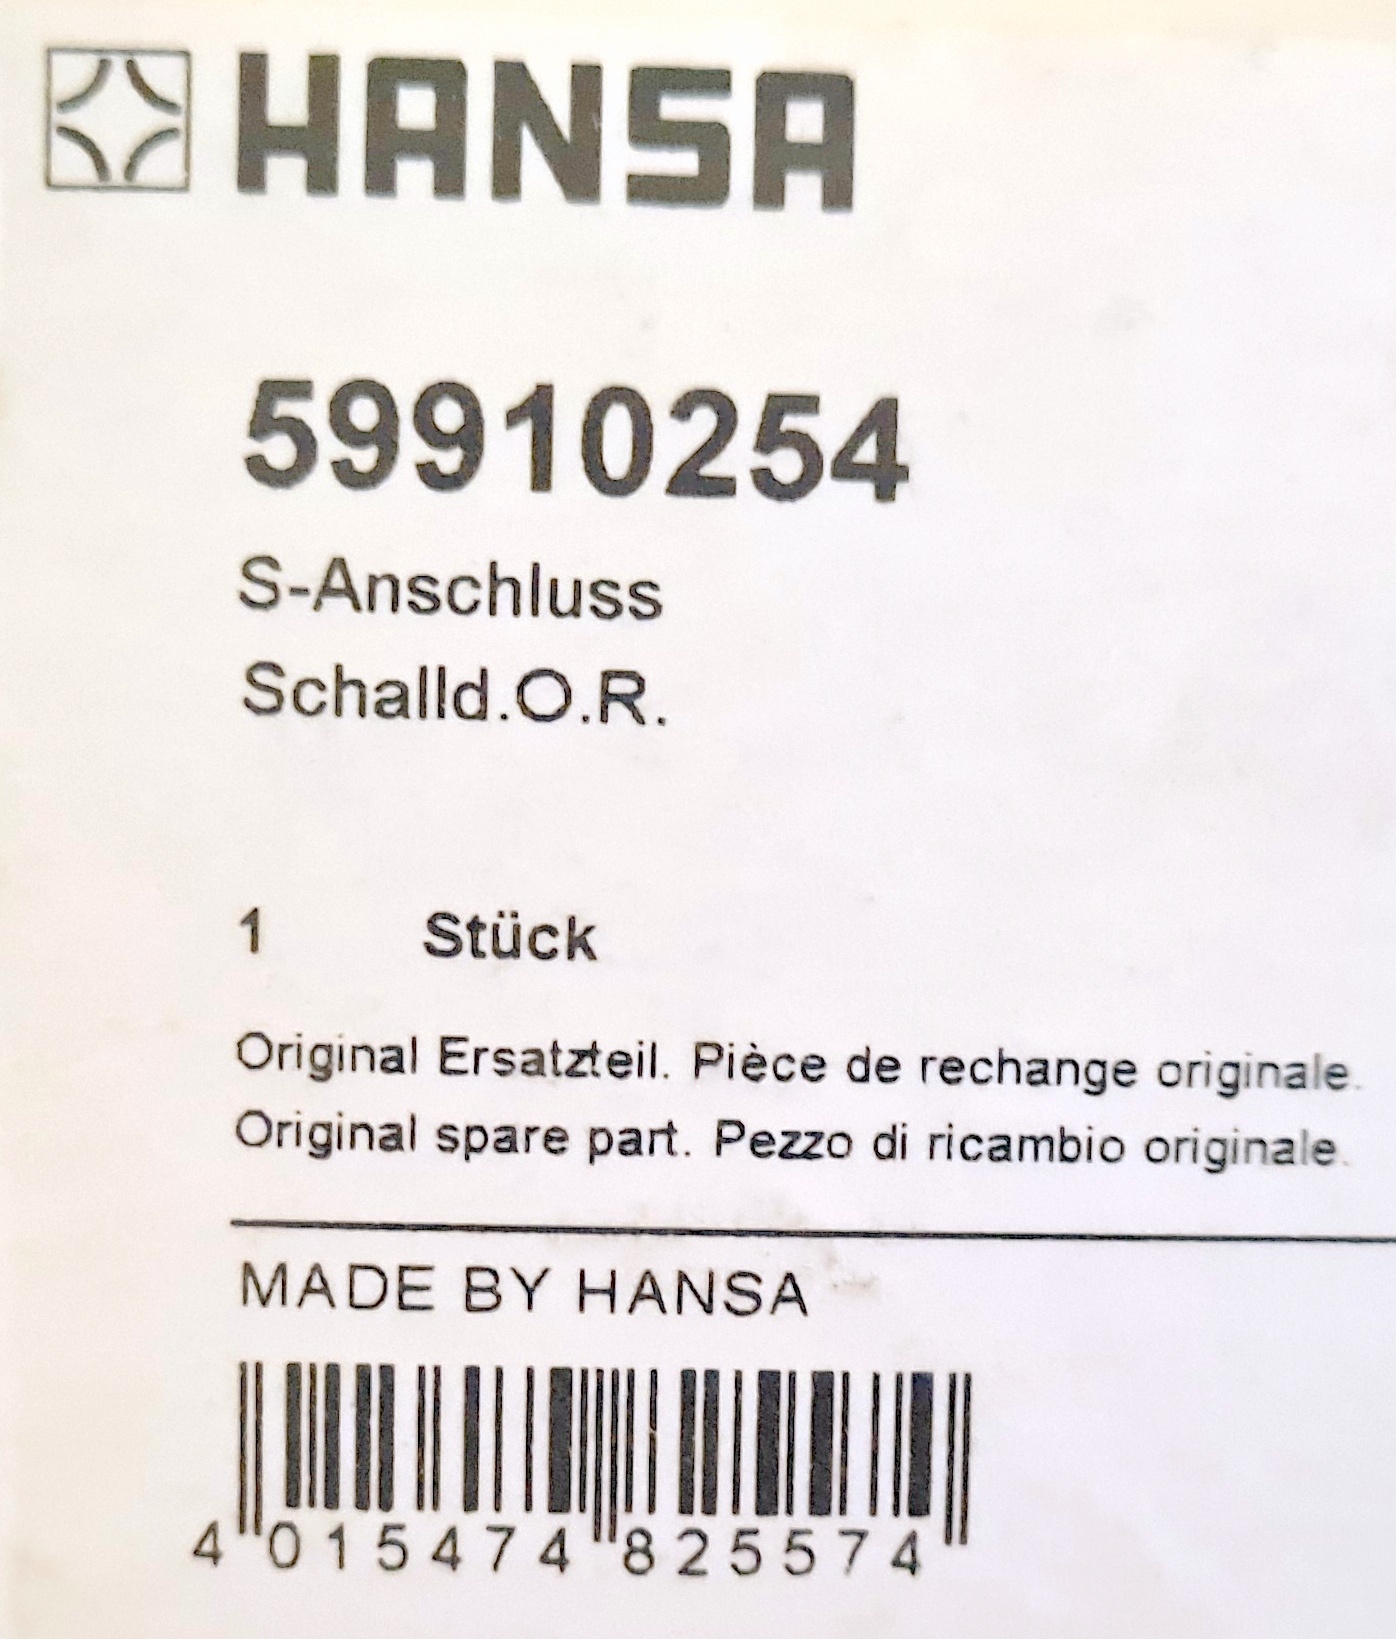 HANSA
59910254
S-Anschluss
Schalld.O.R.
1 Stück
Original Ersatzteil. Pièce de rechange originale.
Original spare part. Pezzo di ricambio originale.
MADE BY HANSA
4 015474 825574